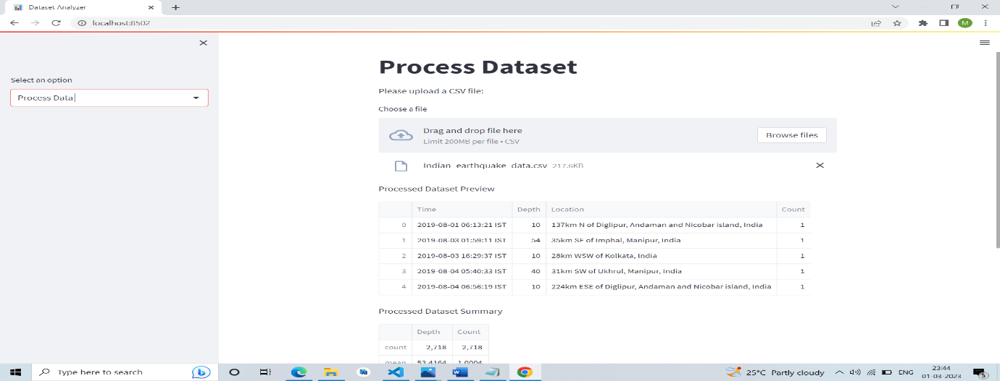 Dataset Analyzer
localhost:8502
M
Select an option
Process Data
Process Dataset
Please upload a CSV file:
Choose a file
Drag and drop file here
Limit 200MB per file • CSV
Browse files
Indian_earthquake_data.csv 217.6KB
Processed Dataset Preview
Time Depth Location Count
0 2019-08-01 06:13:21 IST 10 137km N of Diglipur, Andaman and Nicobar island, India 1
1 2019-08-03 01:59:11 IST 54 35km SE of Imphal, Manipur, India 1
2 2019-08-03 16:29:37 IST 10 28km WSW of Kolkata, India 1
3 2019-08-04 05:40:33 IST 40 31km SW of Ukhrul, Manipur, India 1
4 2019-08-04 06:56:19 IST 10 224km ESE of Diglipur, Andaman and Nicobar island, India 1
Processed Dataset Summary
Depth Count
count 2,718 2,718
mean 53.4164 1.0004
Type here to search
25°C Partly cloudy
ENG
23:44
01-03-2023
5